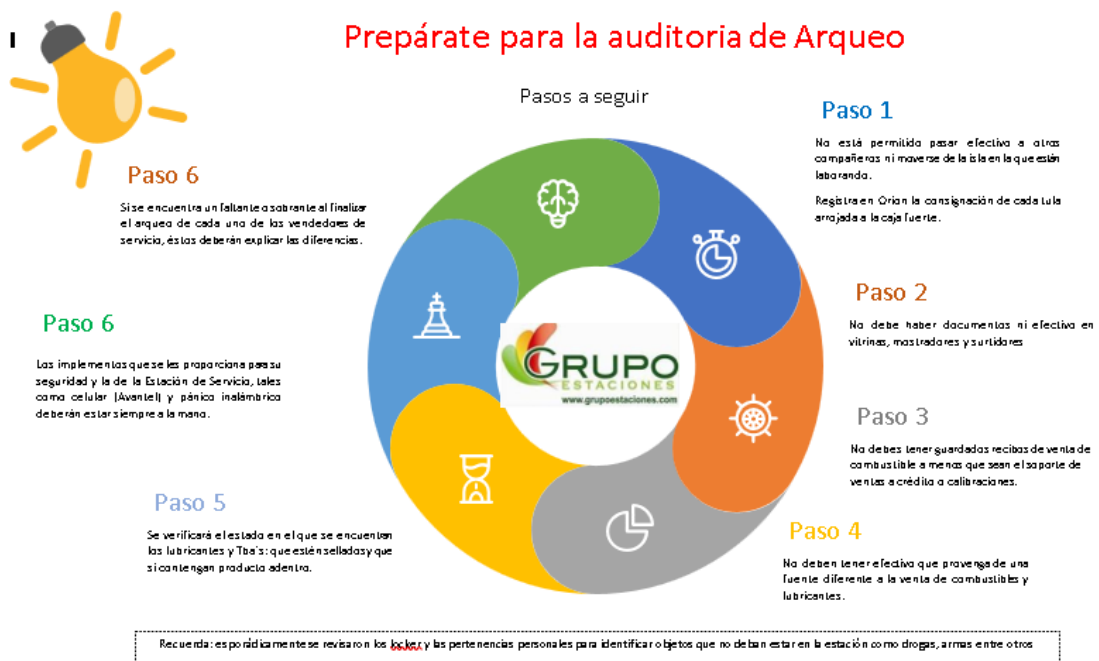 Prepárate para la auditoria de Arqueo
Pasos a seguir
Paso 1
No está permitido pasar efectivo a otros
compañeros ni moverse de la isla en la que están
laborando.
Registra en Orion la consignación de cada tula
arrojada a la caja fuerte.
Paso 2
No debe haber documentos ni efectivo en
vitrinas, mostradores y surtidores
Paso 3
No debes tener guardados recibos de venta de
combustible a menos que sean el soporte de
ventas a crédito o calibraciones.
Paso 4
No deben tener efectivo que provenga de una
fuente diferente a la venta de combustibles y
lubricantes.
Paso 5
Se verificará el estado en el que se encuentran
los lubricantes y Tba's: que estén sellados y que
si contengan producto adentro.
Paso 6
Los implementos que se les proporciona para su
seguridad y la de la Estación de Servicio, tales
como celular (Avantel) y pánico inalámbrico
deberán estar siempre a la mano.
Paso 6
Si se encuentra un faltante o sobrante al finalizar
el arqueo de cada uno de los vendedores de
servicio, éstos deberán explicar las diferencias.
GRUPO
ESTACIONES
www.grupoestaciones.com
Recuerda: esporádicamente se revisaron los locker y las pertenencias personales para identificar objetos que no deban estar en la estación como drogas, armas entre otros